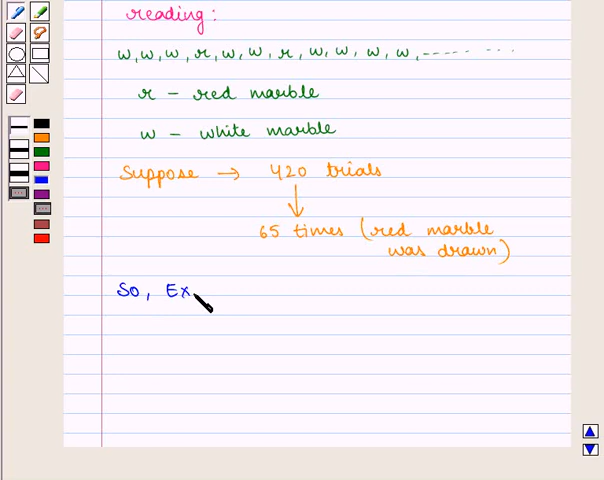 reading:
w, w, w, r, w, w, r, w, w, w, w, ----- ---
r - red marble
w - white marble
Suppose → 420 trials
65 times (red marble
was drawn)
So, Ex